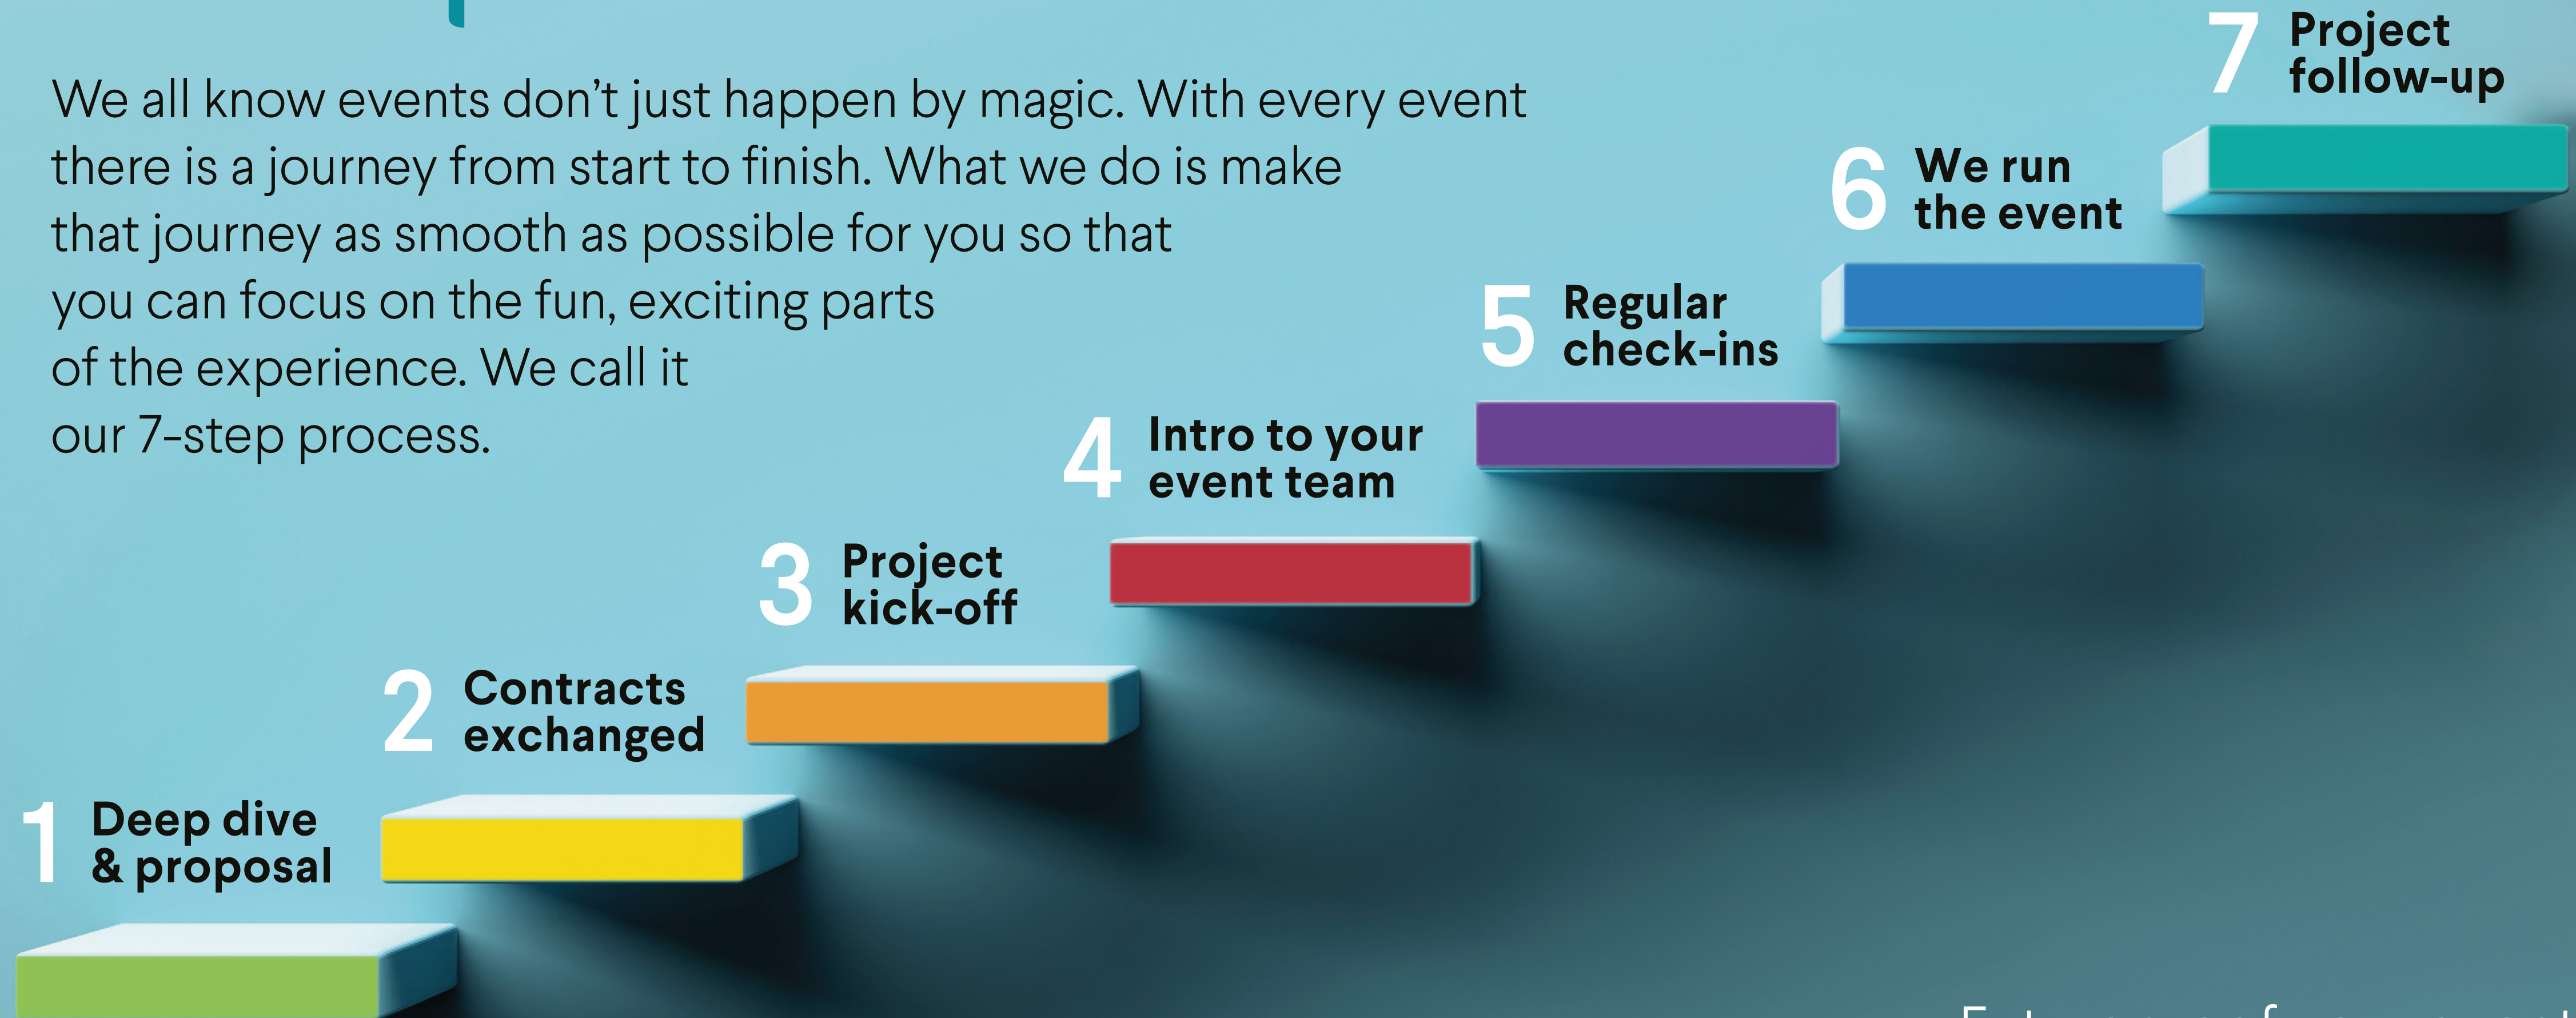 We all know events don’t just happen by magic. With every event
there is a journey from start to finish. What we do is make
that journey as smooth as possible for you so that
you can focus on the fun, exciting parts
of the experience. We call it
our 7-step process.
1 Deep dive
& proposal
2 Contracts
exchanged
3 Project
kick-off
4 Intro to your
event team
5 Regular
check-ins
6 We run
the event
7 Project
follow-up